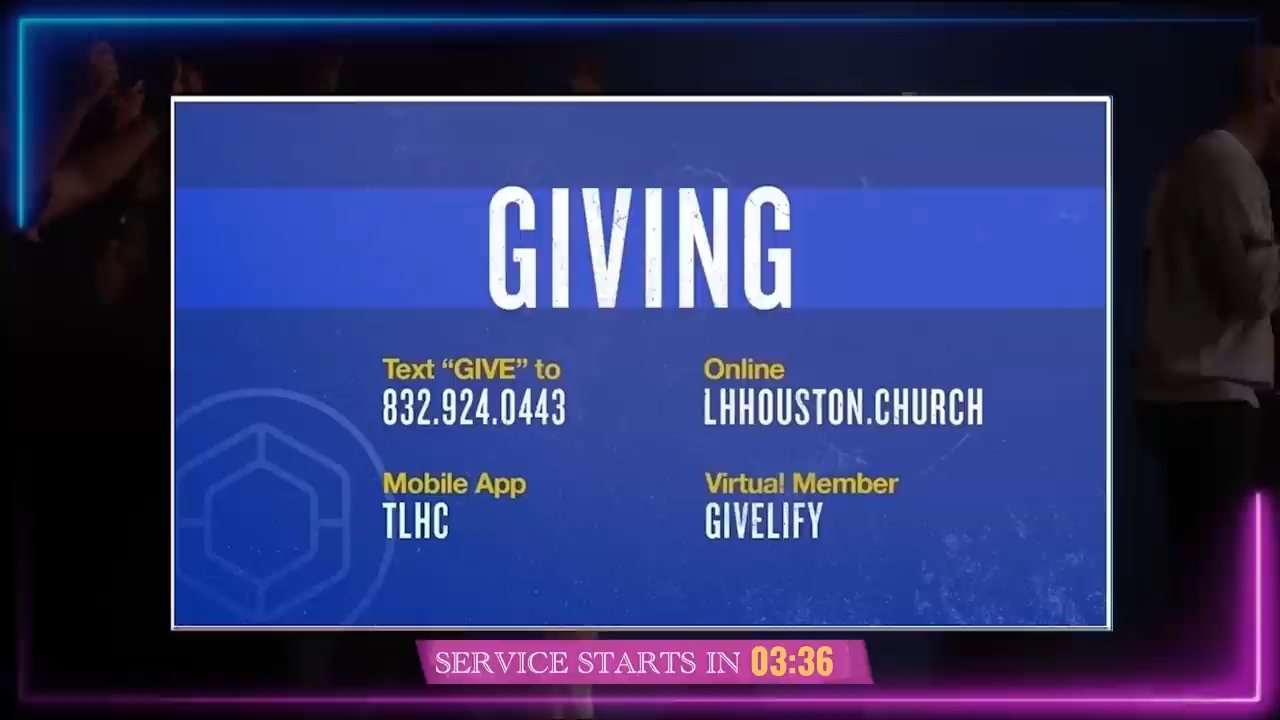 GIVING
Text “GIVE” to
832.924.0443
Online
LHHOUSTON.CHURCH
Mobile App
TLHC
Virtual Member
GIVELIFY
SERVICE STARTS IN 03:36